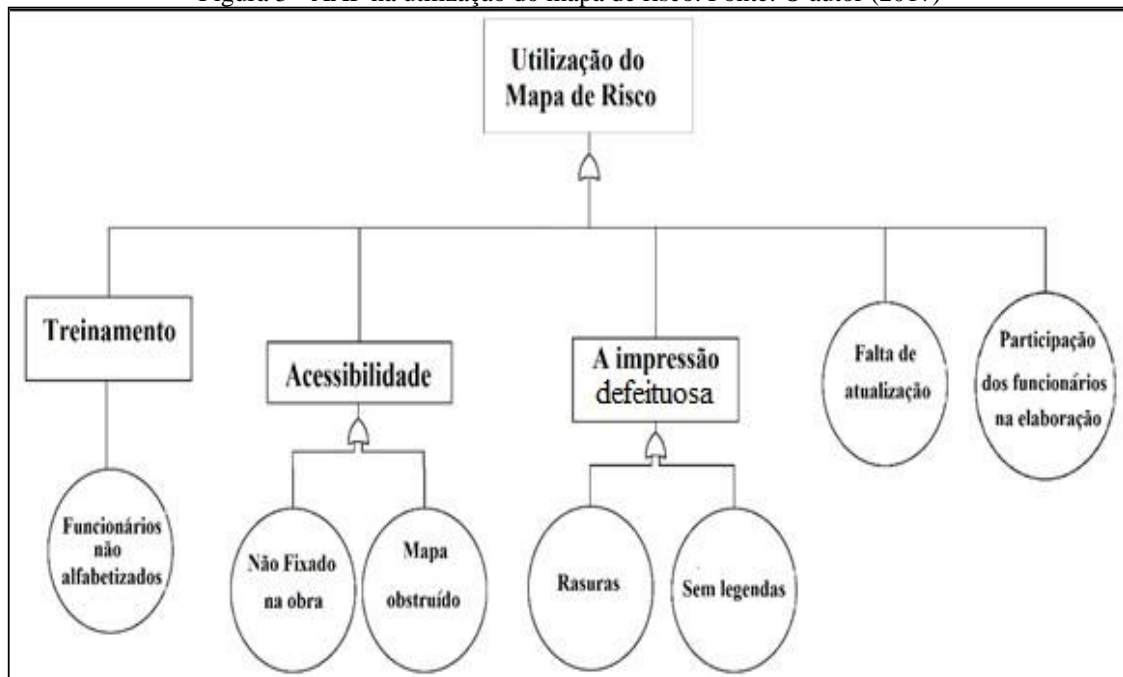 Utilização do
Mapa de Risco
Treinamento
Acessibilidade
A impressão
defeituosa
Falta de
atualização
Participação
dos funcionários
na elaboração
Funcionários
não
alfabetizados
Não Fixado
na obra
Mapa
obstruído
Rasuras
Sem legendas